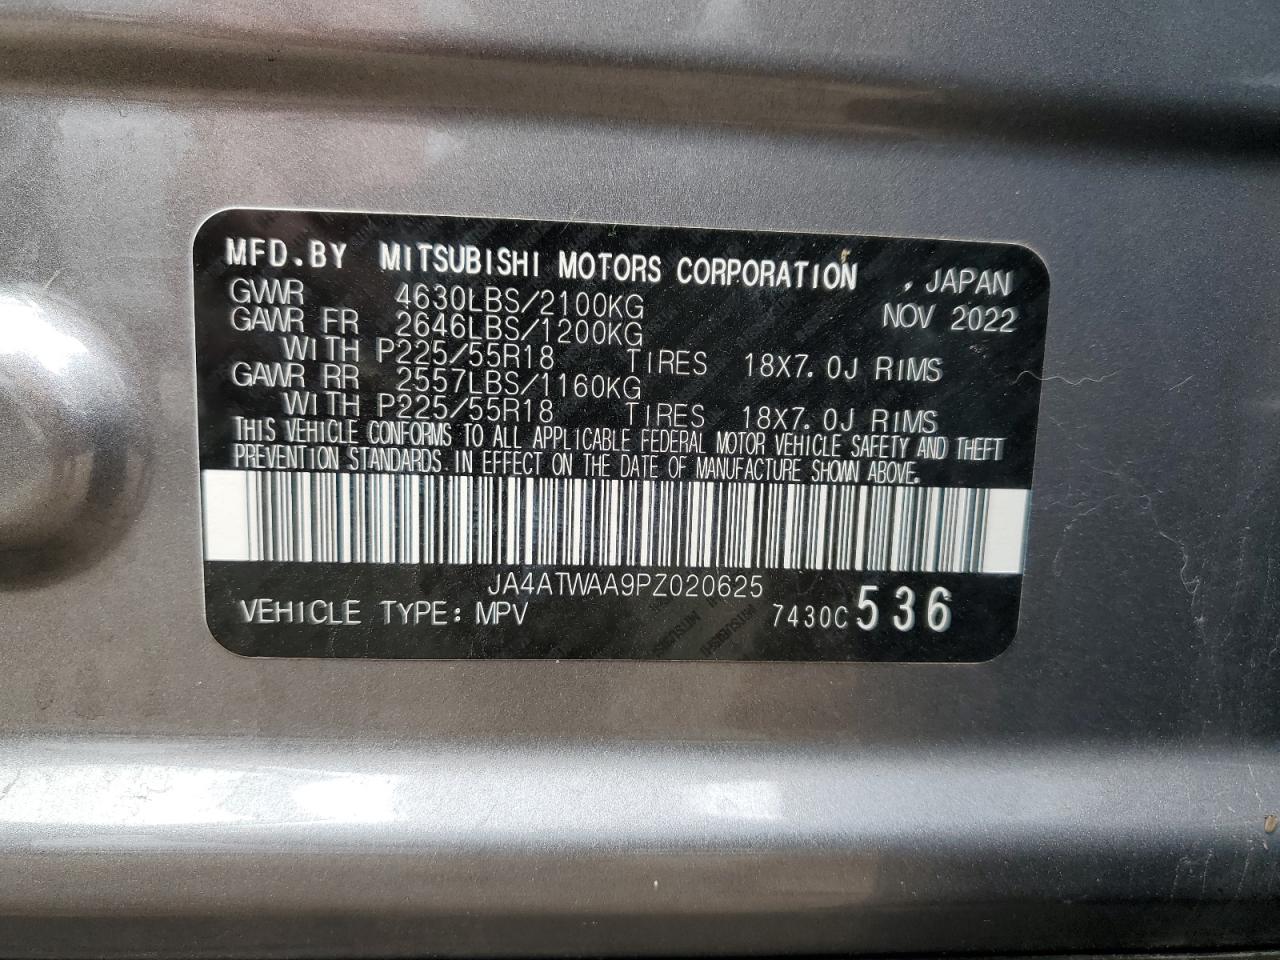 MFD.BY MITSUBISHI MOTORS CORPORATION , JAPAN
GVWR 4630LBS/2100KG NOV 2022
GAWR FR 2646LBS/1200KG
WITH P225/55R18 TIRES 18X7.0J RIMS
GAWR RR 2557LBS/1160KG
WITH P225/55R18 TIRES 18X7.0J RIMS
THIS VEHICLE CONFORMS TO ALL APPLICABLE FEDERAL MOTOR VEHICLE SAFETY AND THEFT
PREVENTION STANDARDS IN EFFECT ON THE DATE OF MANUFACTURE SHOWN ABOVE.
JA4ATWAA9PZ020625
VEHICLE TYPE: MPV 7430C 536